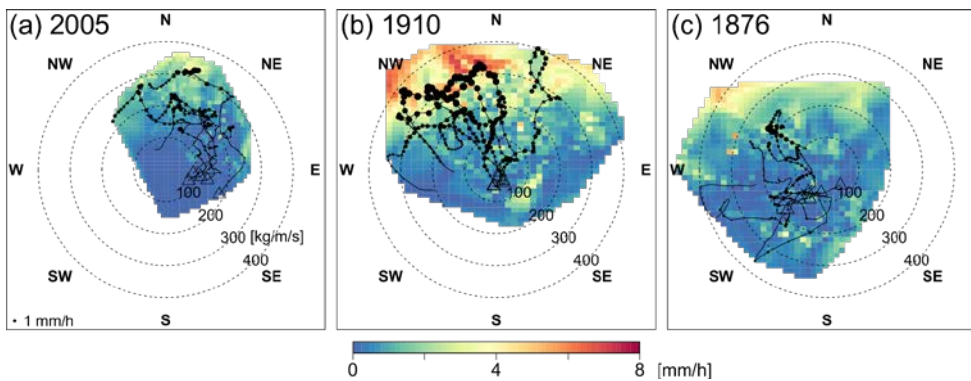 (a) 2005
N
NW
NE
W
100
200
300 [kg/m/s]
400
E
SW
SE
S
• 1 mm/h
(b) 1910
N
NW
NE
W
100
200
300
400
E
SW
SE
S
(c) 1876
N
NW
NE
W
100
200
300
400
E
SW
SE
S
0 4 8 [mm/h]